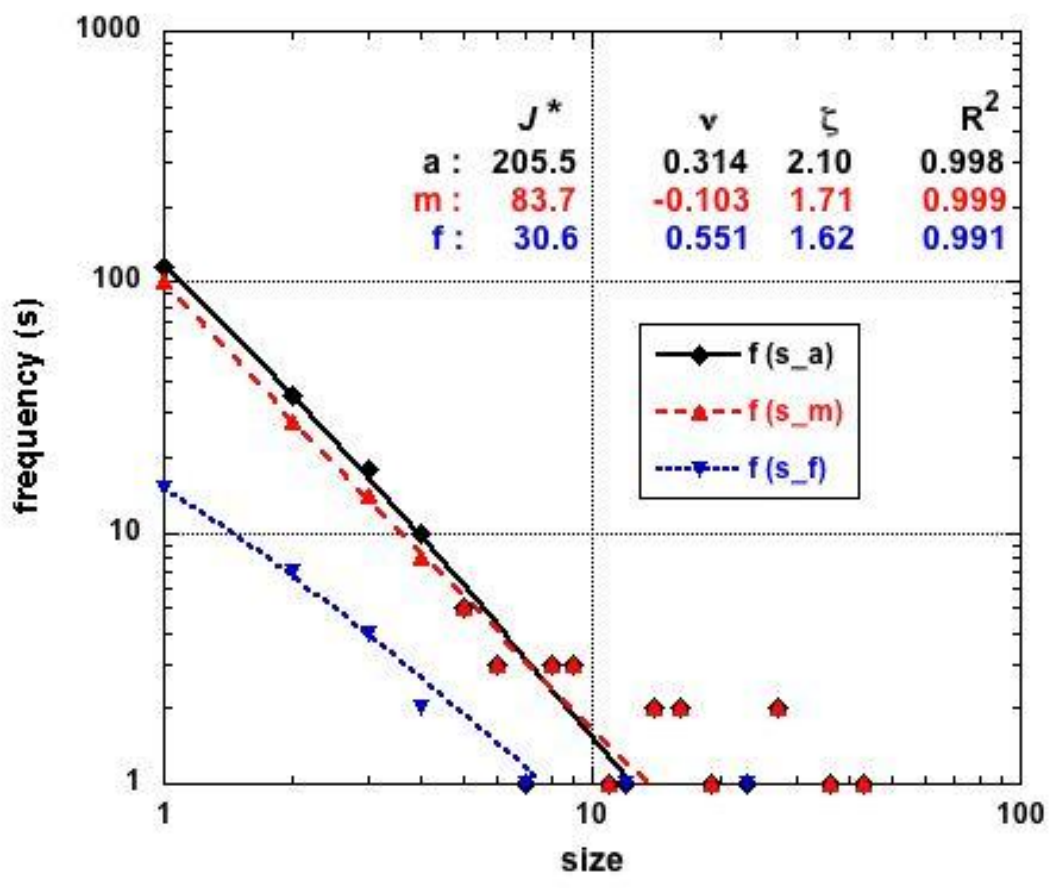 1000
J* ν ζ R²
a : 205.5 0.314 2.10 0.998
m : 83.7 -0.103 1.71 0.999
f : 30.6 0.551 1.62 0.991
100
frequency (s)
f (s_a)
f (s_m)
f (s_f)
10
1
1 10 100
size